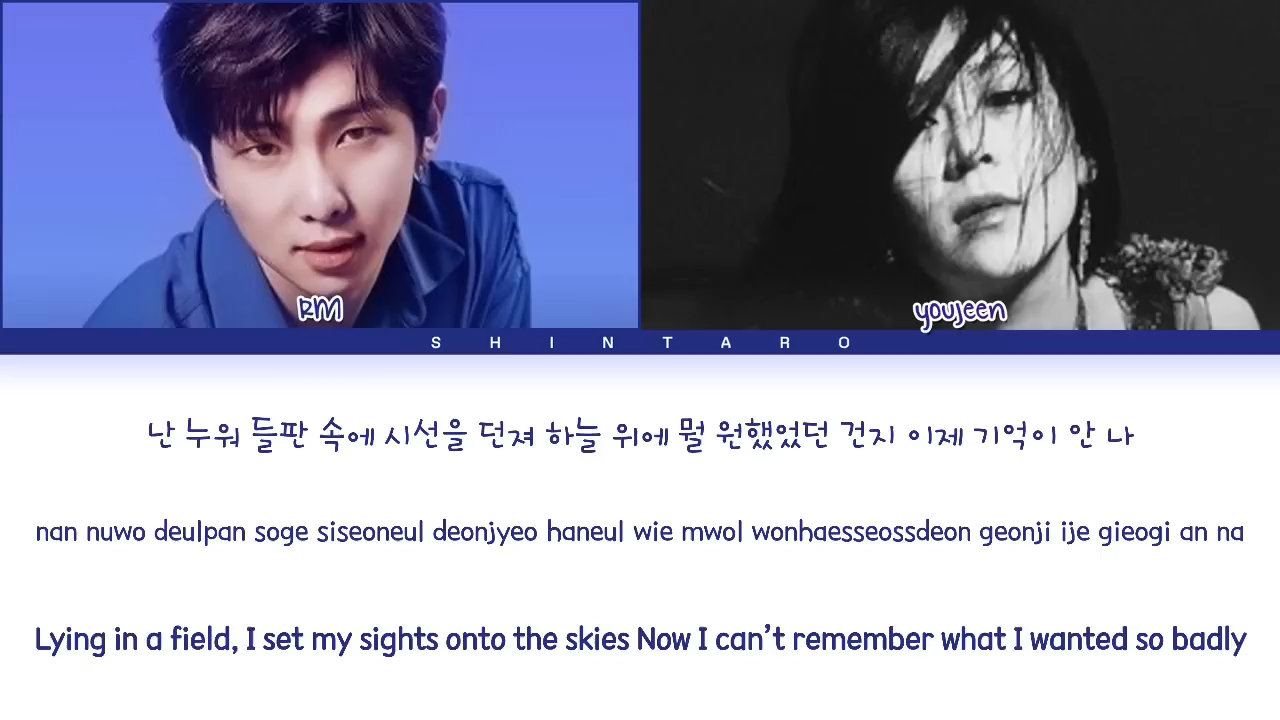 RM
youjeen
SHINTARO
난 누워 들판 속에 시선을 던져 하늘 위에 뭘 원했었던 건지 이제 기억이 안 나
nan nuwo deulpan soge siseoneul deonjyeo haneul wie mwol wonhaesseossdeon geonji ije gieogi an na
Lying in a field, I set my sights onto the skies Now I can't remember what I wanted so badly